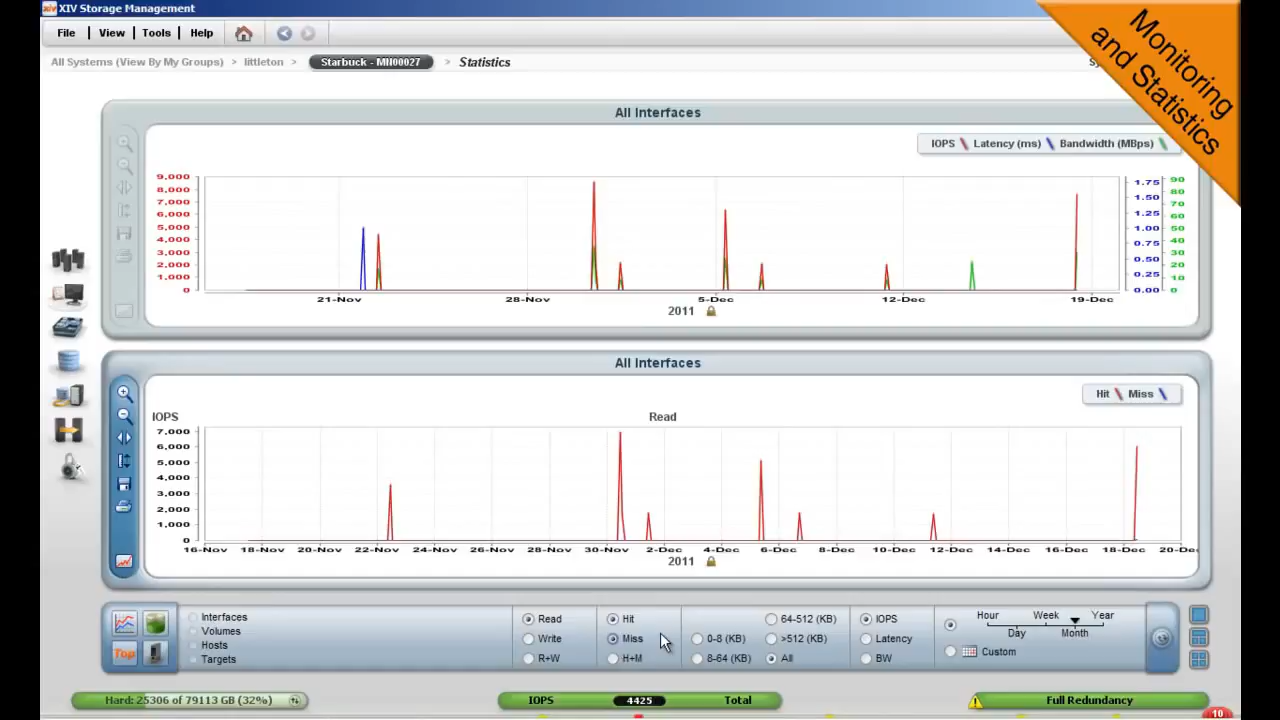 XIV Storage Management
File View Tools Help
All Systems (View By My Groups) > littleton > Starbuck - MN00027 > Statistics
Monitoring
and Statistics
All Interfaces
IOPS Latency (ms) Bandwidth (MBps)
9,000
8,000
7,000
6,000
5,000
4,000
3,000
2,000
1,000
0
1.75
1.50
1.25
1.00
0.75
0.50
0.25
0.00
90
80
70
60
50
40
30
20
10
0
21-Nov 28-Nov 5-Dec 12-Dec 19-Dec
2011
All Interfaces
Hit Miss
IOPS Read
7,000
6,000
5,000
4,000
3,000
2,000
1,000
0
16-Nov 18-Nov 20-Nov 22-Nov 24-Nov 26-Nov 28-Nov 30-Nov 2-Dec 4-Dec 6-Dec 8-Dec 10-Dec 12-Dec 14-Dec 16-Dec 18-Dec 20-Dec
2011
Top
Interfaces
Volumes
Hosts
Targets
Read
Write
R+W
Hit
Miss
H+M
0-8 (KB)
8-64 (KB)
64-512 (KB)
>512 (KB)
All
IOPS
Latency
BW
Hour Week Year
Day Month
Custom
Hard: 25306 of 79113 GB (32%)
IOPS 4425 Total
Full Redundancy
10